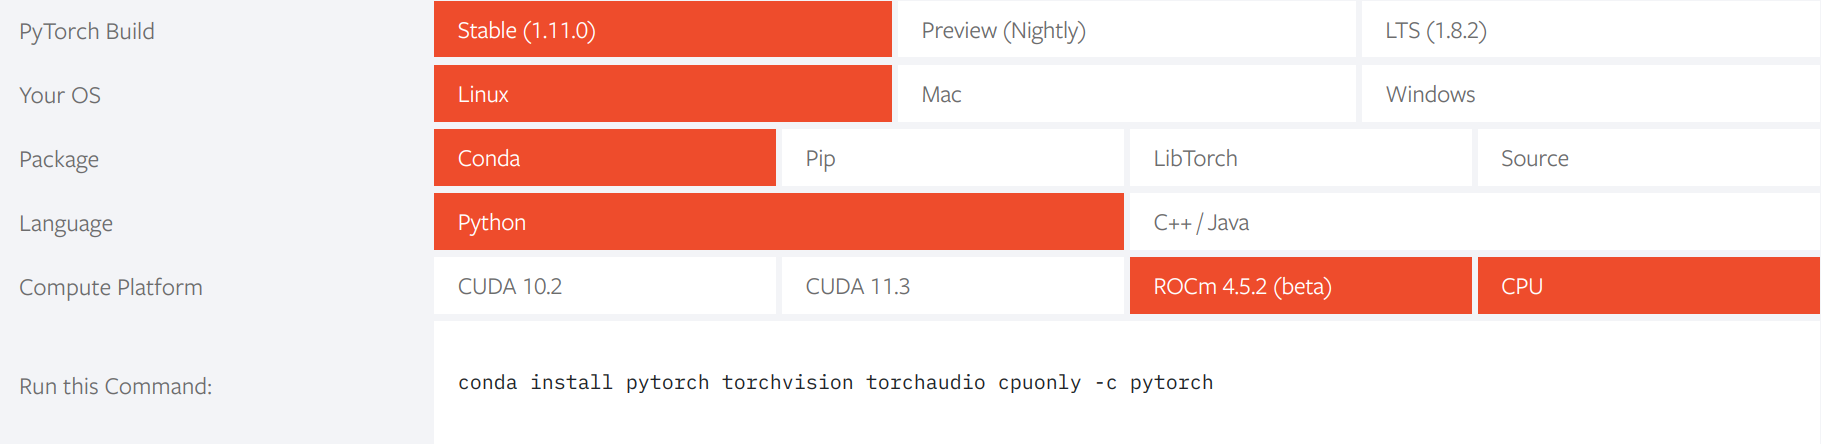 PyTorch Build Stable (1.11.0) Preview (Nightly) LTS (1.8.2)
Your OS Linux Mac Windows
Package Conda Pip LibTorch Source
Language Python C++ / Java
Compute Platform CUDA 10.2 CUDA 11.3 ROCm 4.5.2 (beta) CPU
Run this Command: conda install pytorch torchvision torchaudio cpuonly -c pytorch